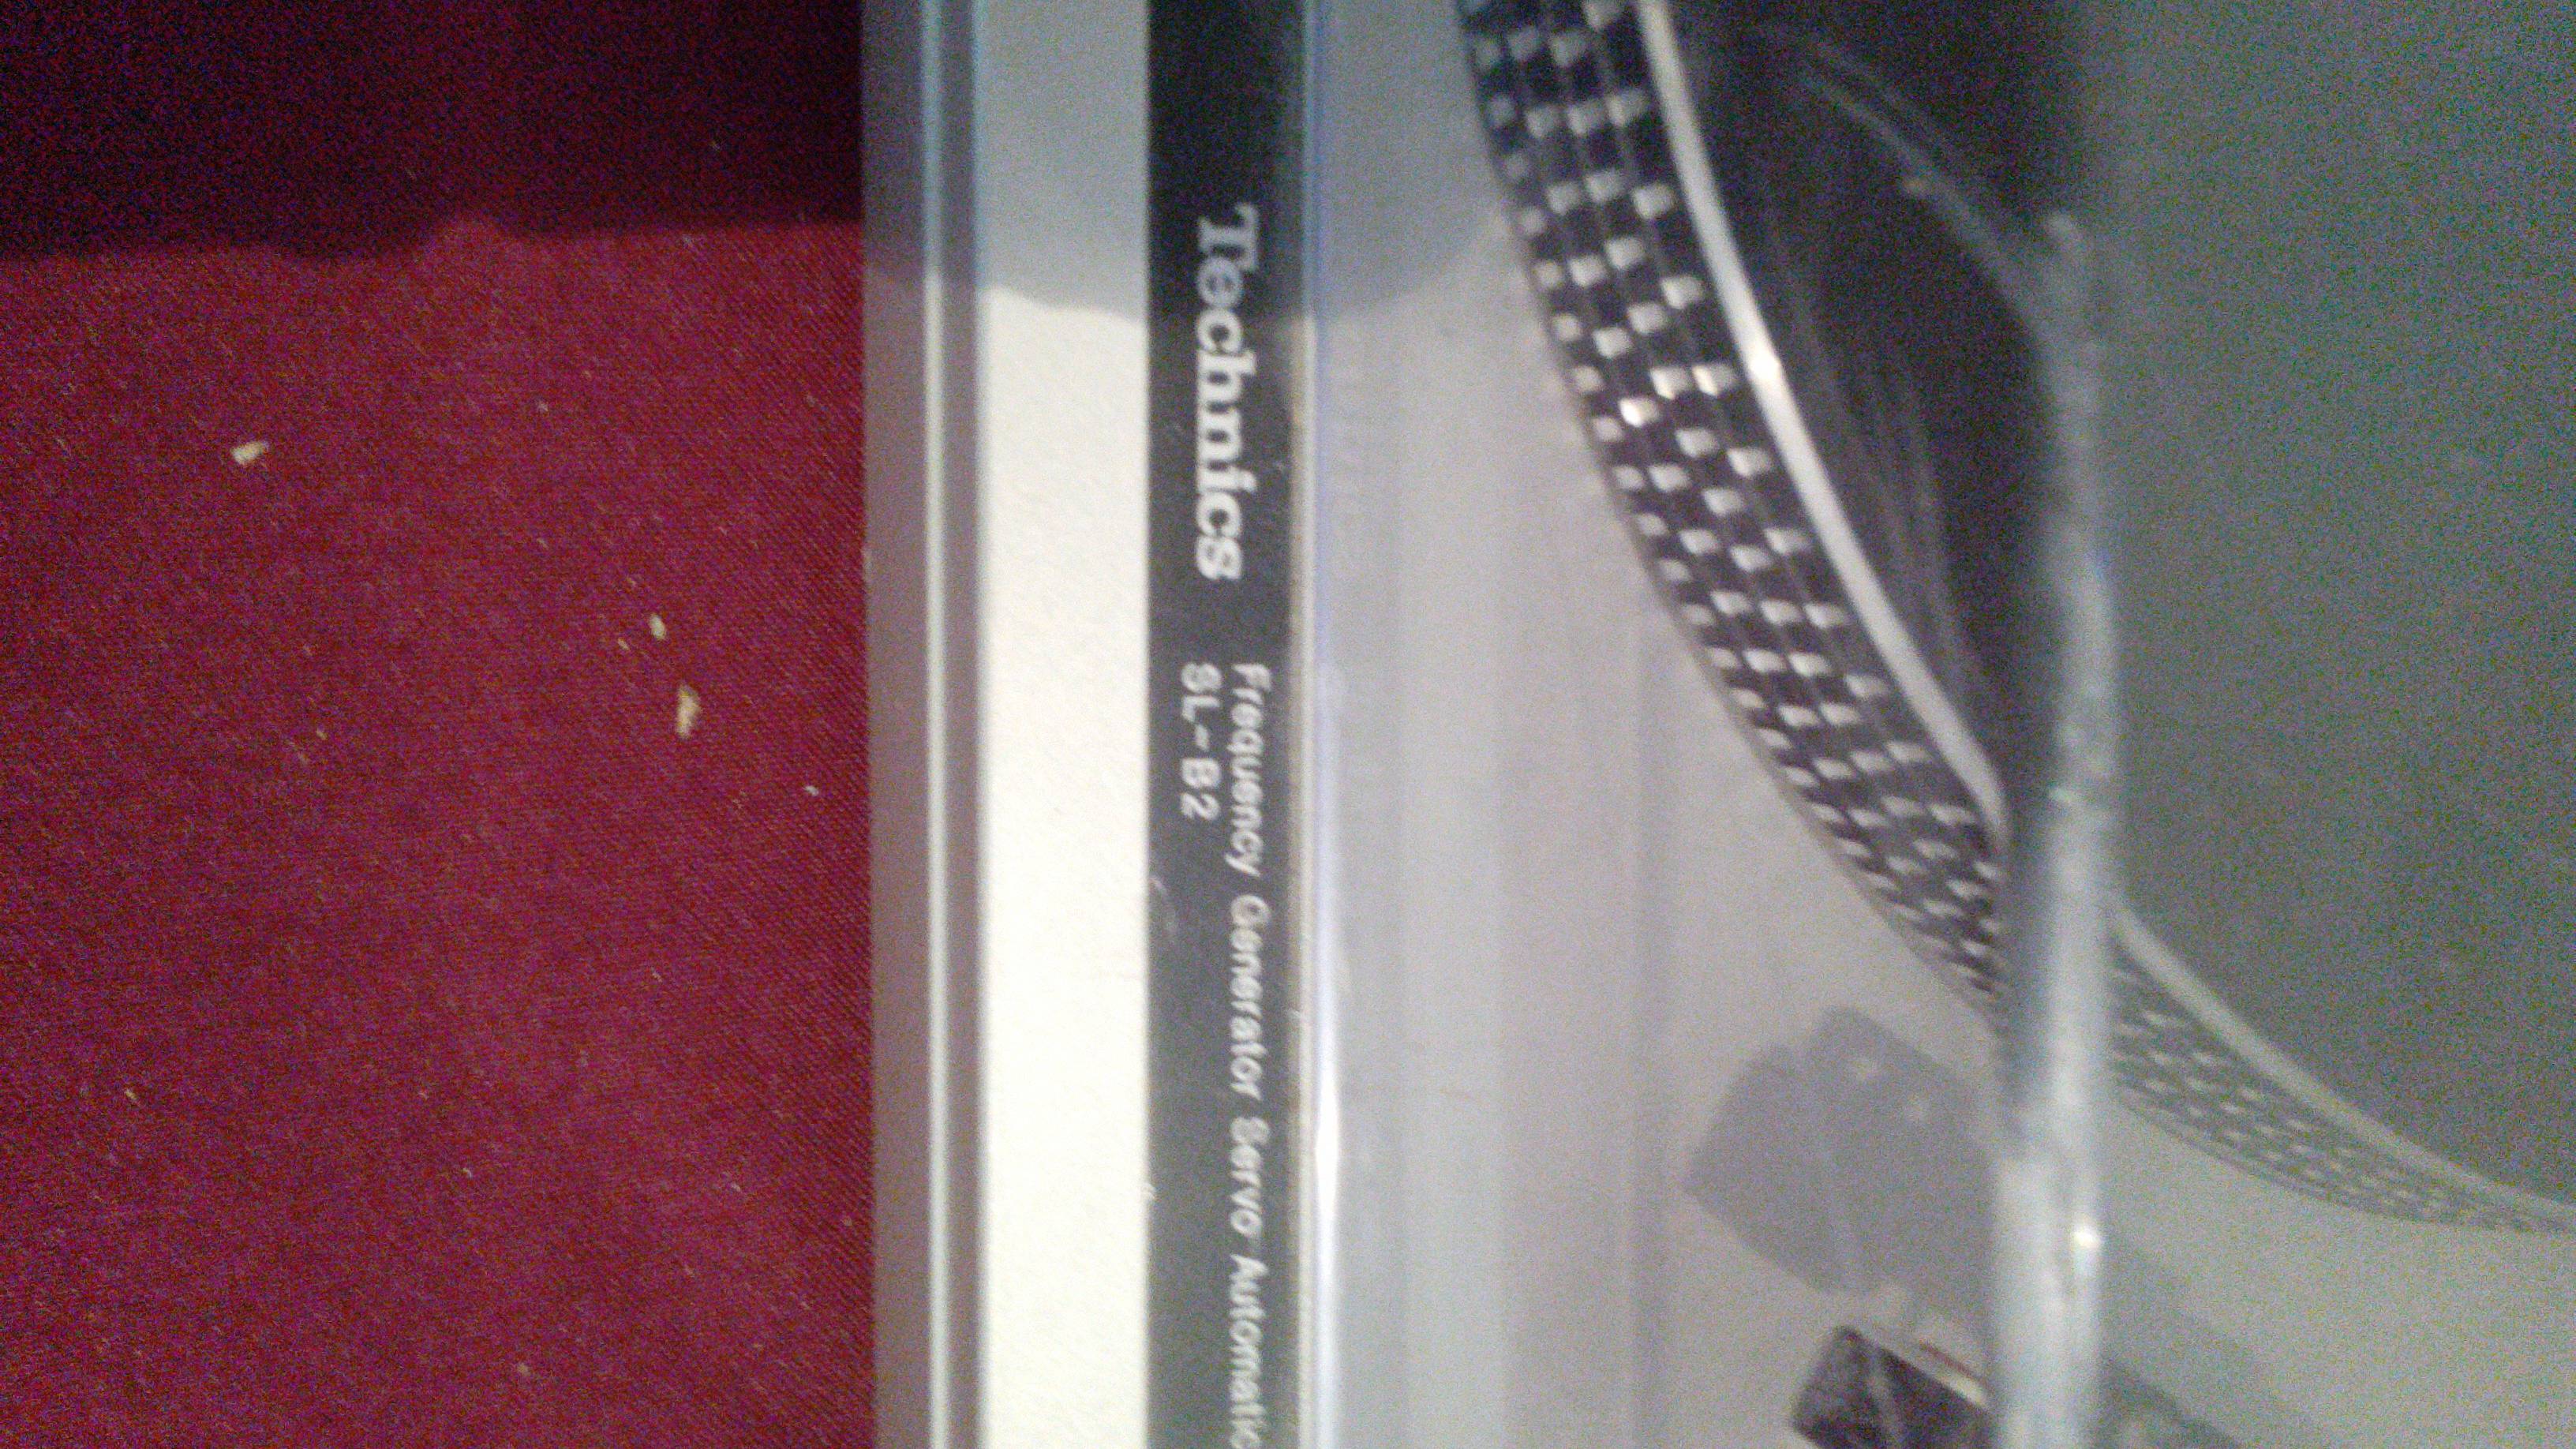 Technics
Frequency Generator Servo Automatic
SL-B2